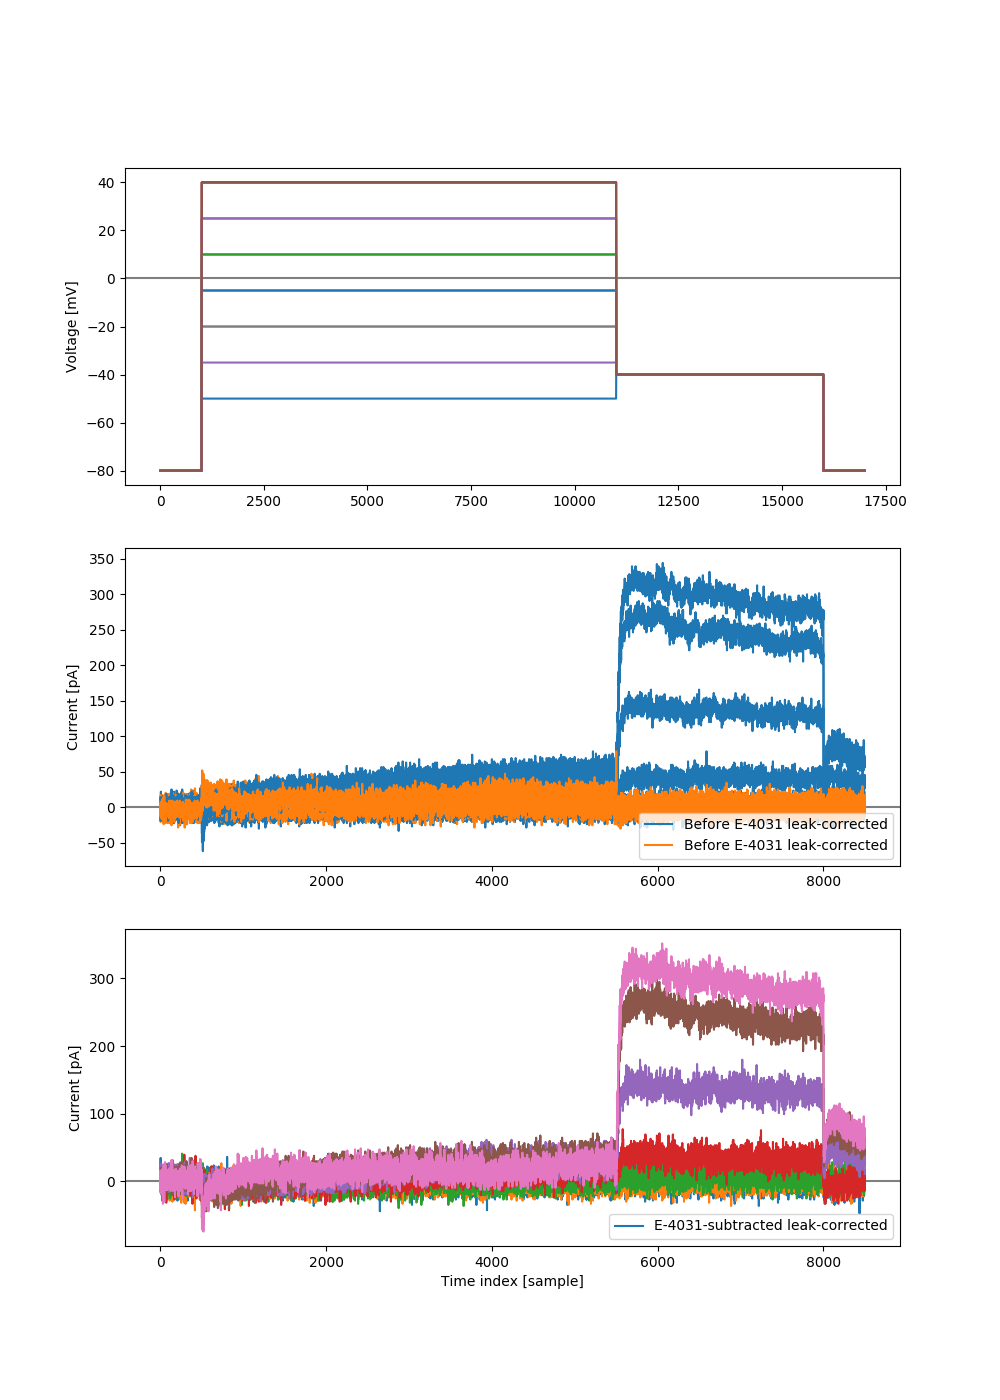 40
20
0
−20
−40
−60
−80
Voltage [mV]
0 2500 5000 7500 10000 12500 15000 17500
350
300
250
200
150
100
50
0
−50
Current [pA]
Before E-4031 leak-corrected
Before E-4031 leak-corrected
0 2000 4000 6000 8000
300
200
100
0
Current [pA]
E-4031-subtracted leak-corrected
0 2000 4000 6000 8000
Time index [sample]